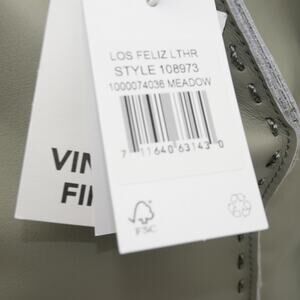 LOS FELIZ LTHR
STYLE 108973
1000074036 MEADOW
7 11640 63143 0
VIN
FI
FSC